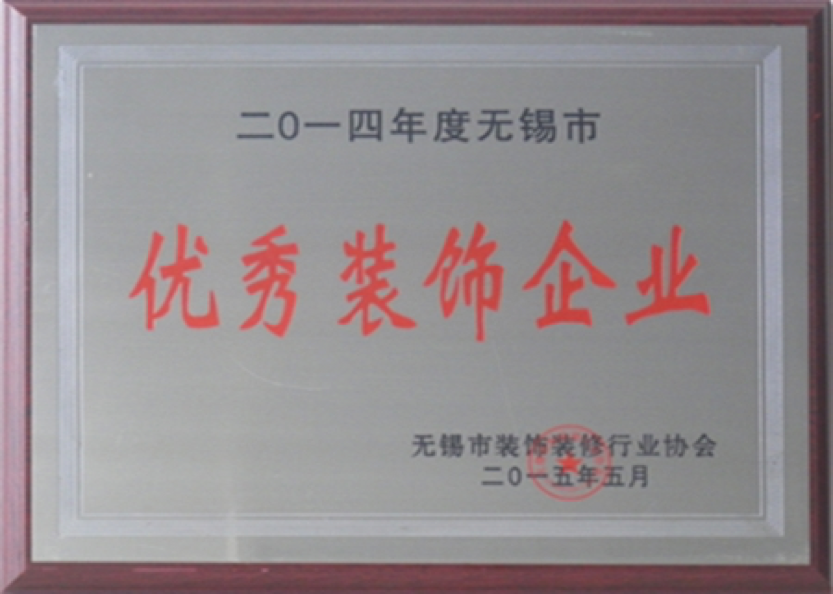 二0一四年度无锡市
优秀装饰企业
无锡市装饰装修行业协会
二0一五年五月